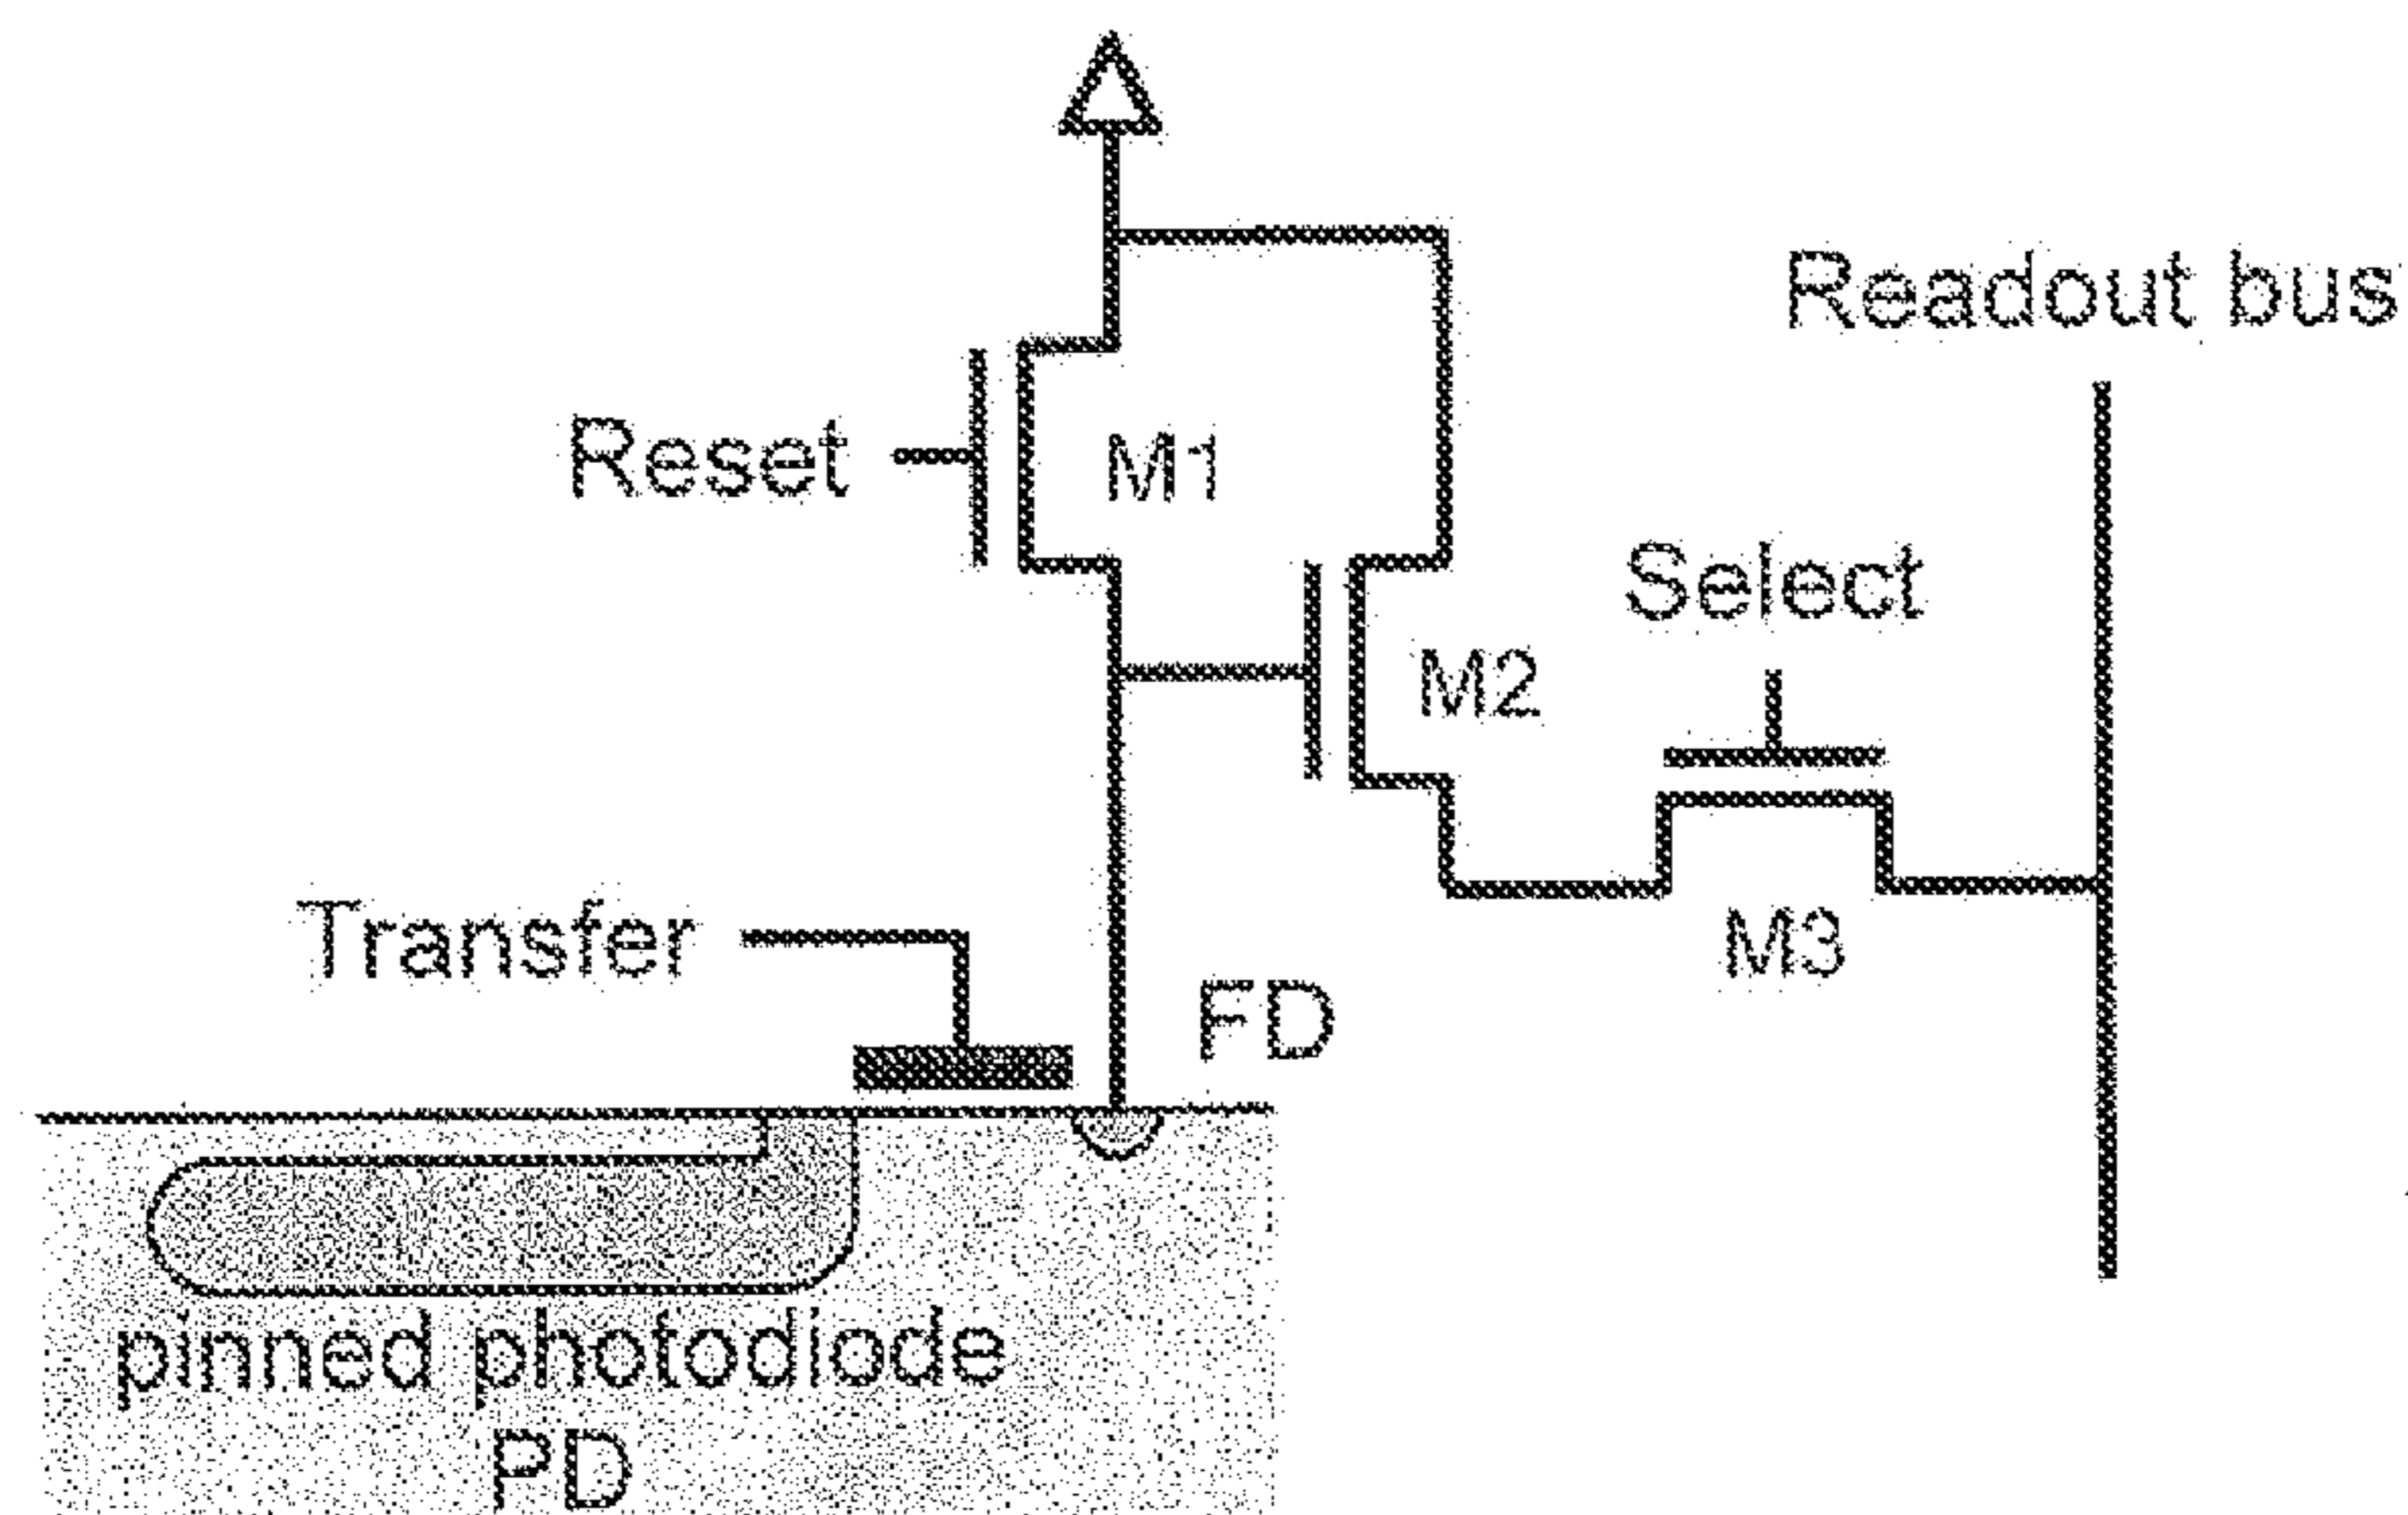 Readout bus
Reset
M1
Select
M2
Transfer
M3
FD
pinned photodiode
PD